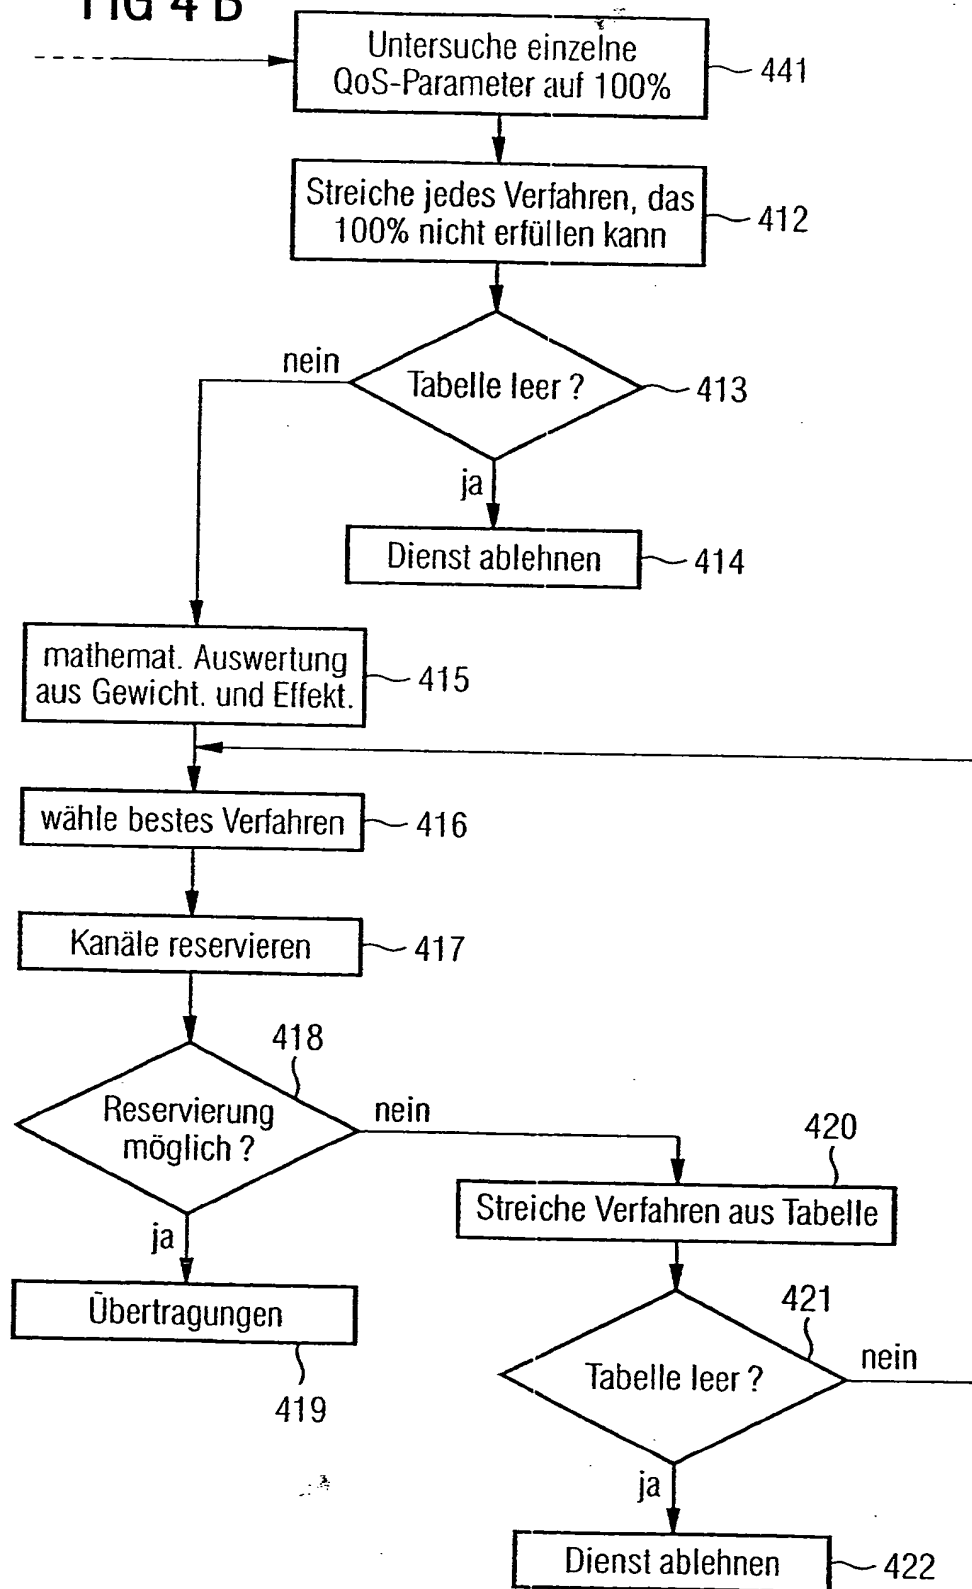 FIG 4 B
Untersuche einzelne
QoS-Parameter auf 100%
441
Streiche jedes Verfahren, das
100% nicht erfüllen kann
412
nein
Tabelle leer ?
413
ja
Dienst ablehnen
414
mathemat. Auswertung
aus Gewicht. und Effekt.
415
wähle bestes Verfahren
416
Kanäle reservieren
417
418
Reservierung
möglich ?
nein
420
Streiche Verfahren aus Tabelle
ja
Übertragungen
419
421
Tabelle leer ?
nein
ja
Dienst ablehnen
422